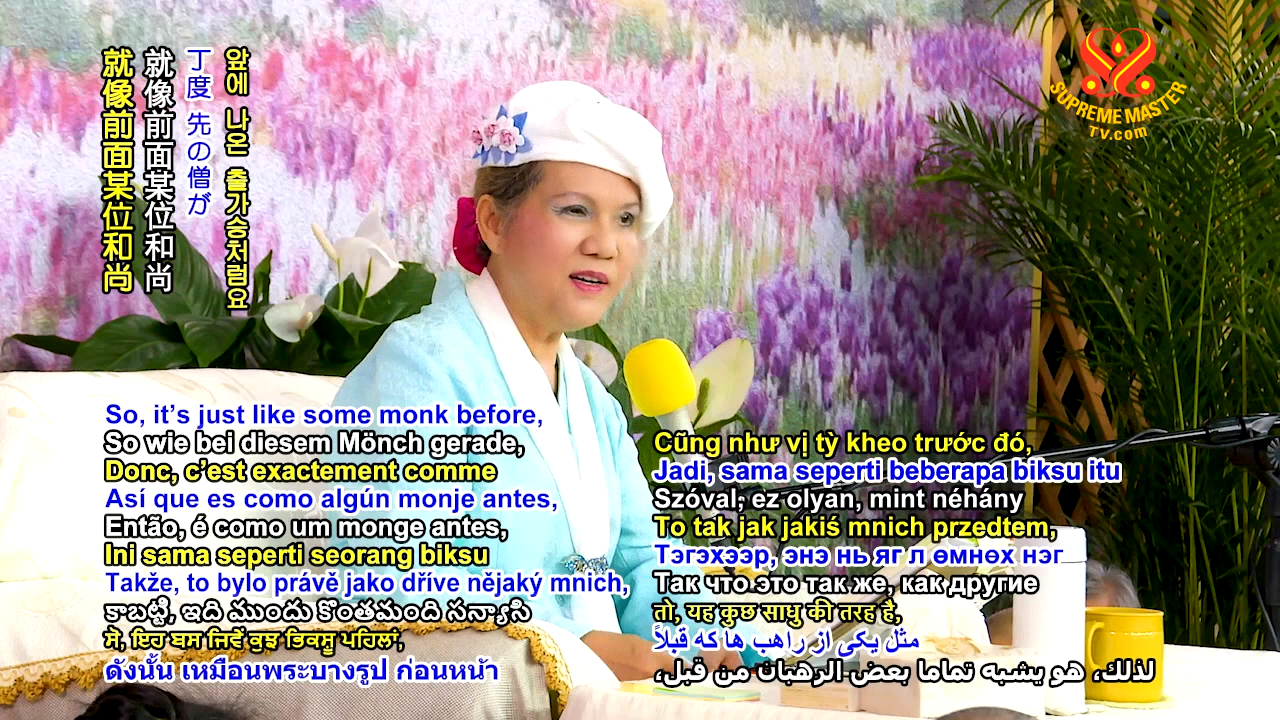 앞에 나온 출가승처럼요
丁度 先の僧が
就像前面某位和尚
就像前面某位和尚
SUPREME MASTER
TV.com
So, it’s just like some monk before,
So wie bei diesem Mönch gerade,
Donc, c’est exactement comme
Así que es como algún monje antes,
Então, é como um monge antes,
Ini sama seperti seorang biksu
Takže, to bylo právě jako dříve nějaký mnich,
కాబట్టి, ఇది ముందు కొంతమంది సన్యాసి
ਸੋ, ਇਹ ਬਸ ਜਿਵੇਂ ਕੁਝ ਭਿਕਸ਼ੂ ਪਹਿਲਾਂ,
ดังนั้น เหมือนพระบางรูป ก่อนหน้า
Cũng như vị tỳ kheo trước đó,
Jadi, sama seperti beberapa biksu itu
Szóval, ez olyan, mint néhány
To tak jak jakiś mnich przedtem,
Тэгэхээр, энэ нь яг л өмнөх нэг
Так что это так же, как другие
तो, यह कुछ साधु की तरह है,
مثل یکی از راهب ها که قبلاً
لذلك، هو يشبه تماما بعض الرهبان من قبل،